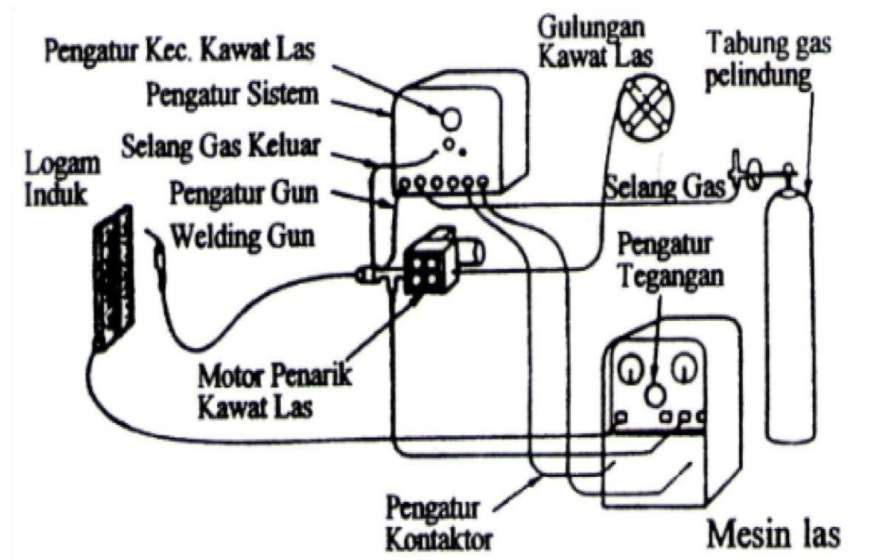 Pengatur Kec. Kawat Las
Pengatur Sistem
Selang Gas Keluar
Logam
Induk
Pengatur Gun
Welding Gun
Gulungan
Kawat Las
Tabung gas
pelindung
Selang Gas
Pengatur
Tegangan
Motor Penarik
Kawat Las
Pengatur
Kontaktor
Mesin las